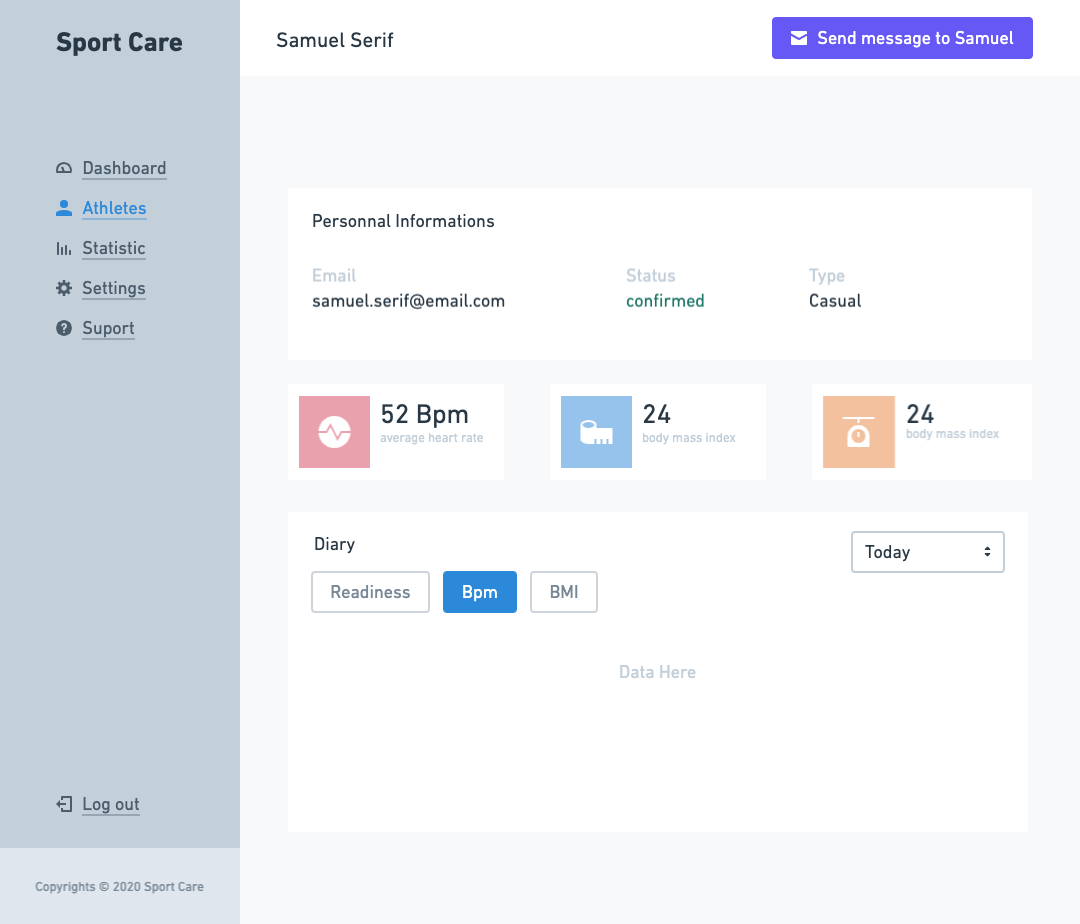 Sport Care
Samuel Serif
Send message to Samuel
Dashboard
Athletes
Statistic
Settings
Suport
Personnal Informations
Email
samuel.serif@email.com
Status
confirmed
Type
Casual
52 Bpm
average heart rate
24
body mass index
24
body mass index
Diary
Today
Readiness
Bpm
BMI
Data Here
Log out
Copyrights © 2020 Sport Care